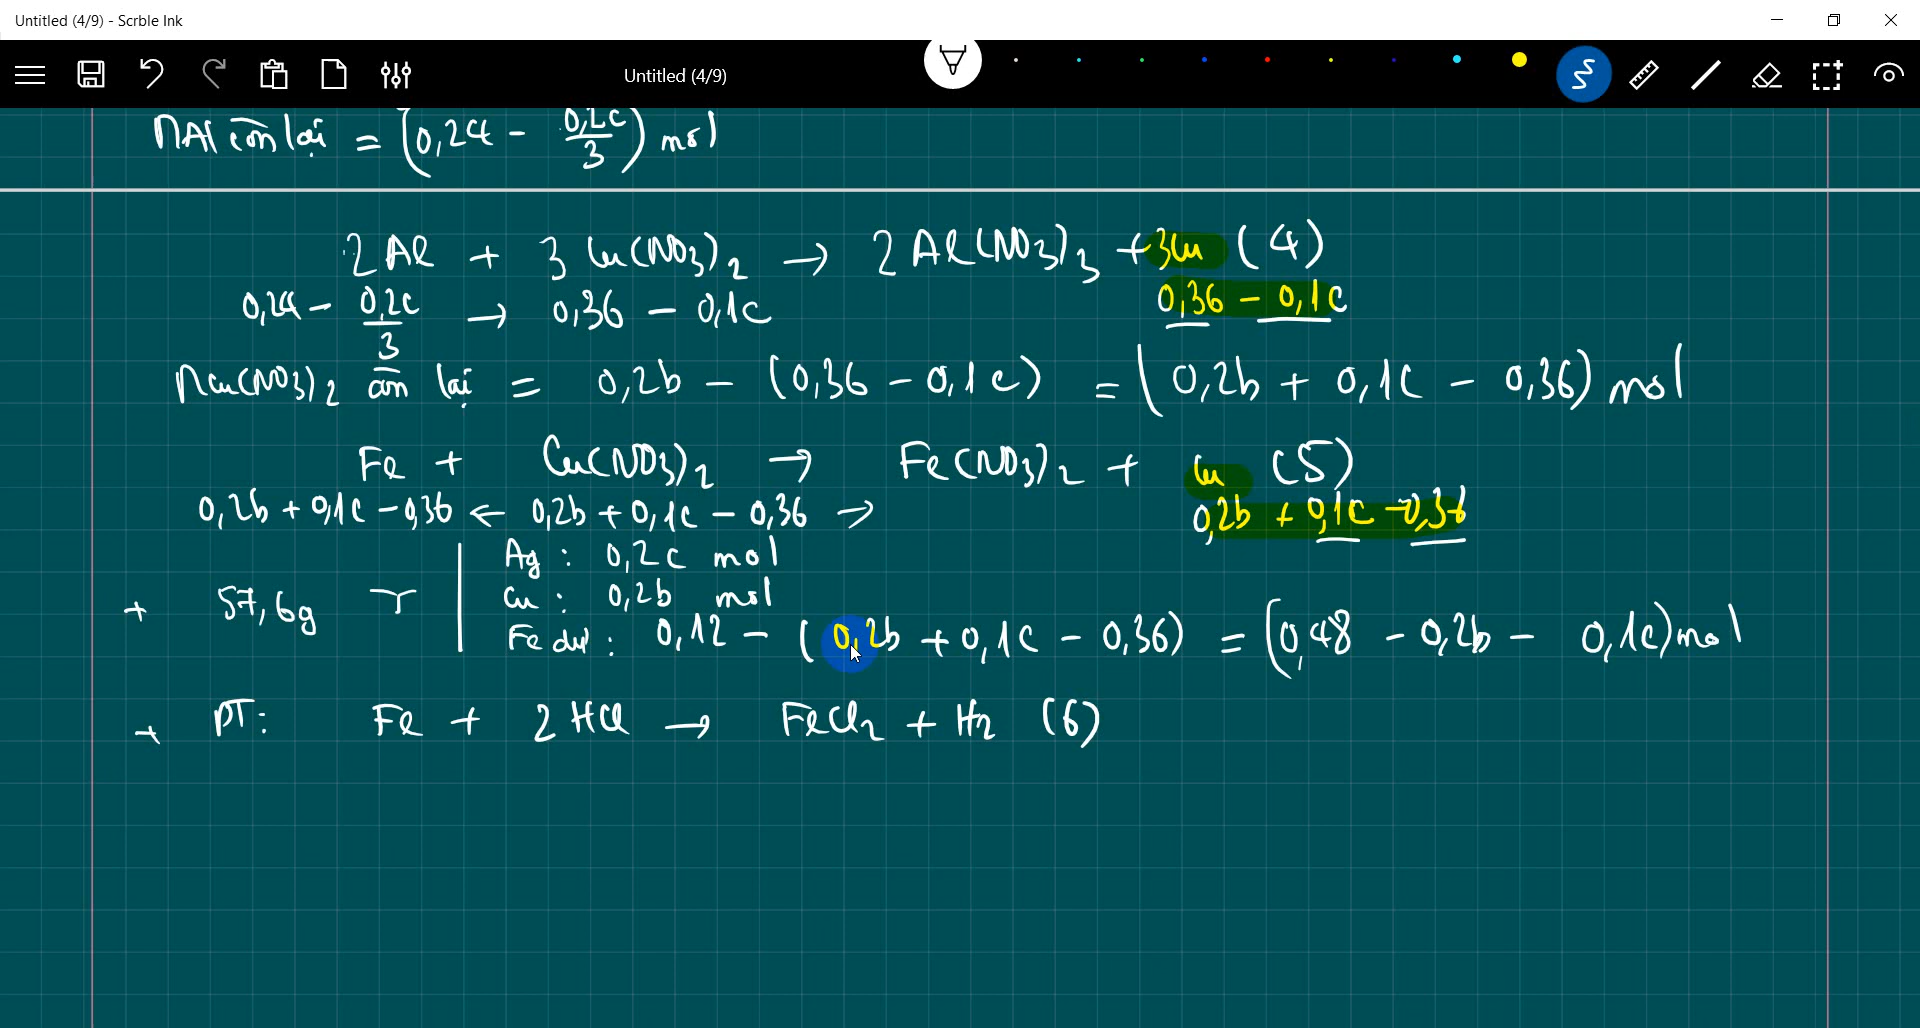 Untitled (4/9) - Scrble Ink
Untitled (4/9)
nAl còn lại = (0,24 - 0,2c/3) mol
2Al + 3Cu(NO3)2 → 2Al(NO3)3 + 3Cu (4)
0,24 - 0,2c/3 → 0,36 - 0,1c 0,36 - 0,1c
nCu(NO3)2 còn lại = 0,2b - (0,36 - 0,1c) = (0,2b + 0,1c - 0,36) mol
Fe + Cu(NO3)2 → Fe(NO3)2 + Cu (5)
0,2b + 0,1c - 0,36 ← 0,2b + 0,1c - 0,36 → 0,2b + 0,1c - 0,36
Ag : 0,2c mol
+ 57,6g Y Cu : 0,2b mol
Fe dư : 0,12 - (0,2b + 0,1c - 0,36) = (0,48 - 0,2b - 0,1c) mol
+ PT: Fe + 2HCl → FeCl2 + H2 (6)